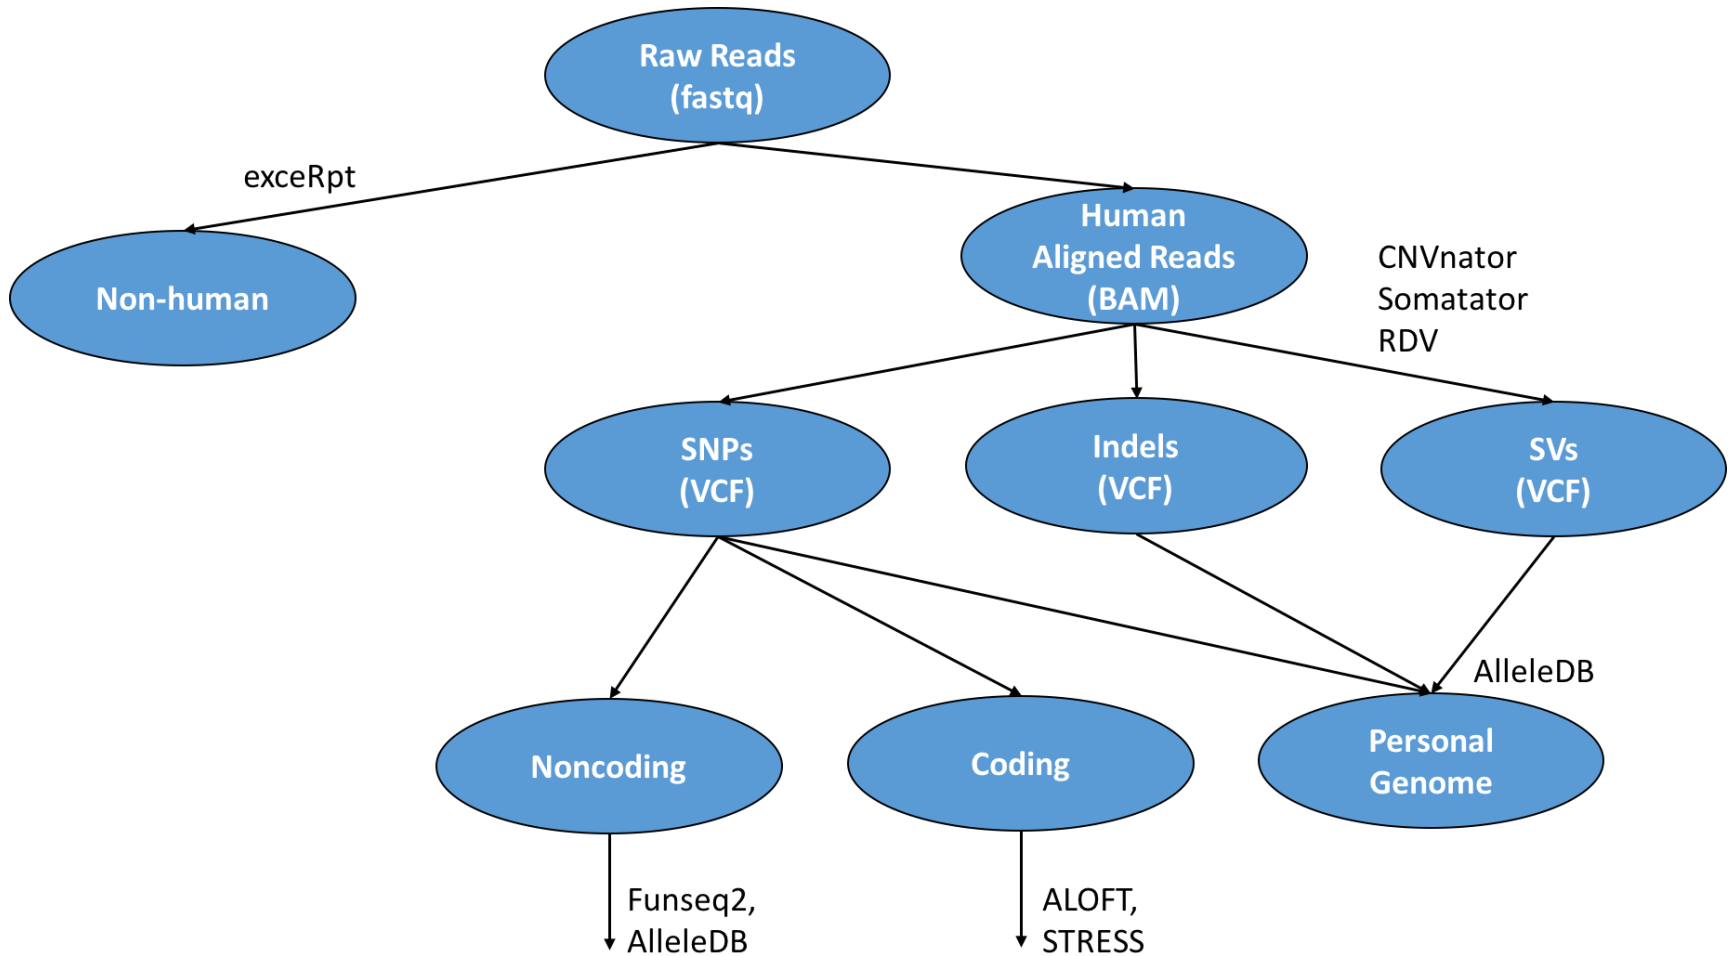 Raw Reads
(fastq)
exceRpt
Non-human
Human
Aligned Reads
(BAM)
CNVnator
Somatator
RDV
SNPs
(VCF)
Indels
(VCF)
SVs
(VCF)
AlleleDB
Noncoding
Coding
Personal
Genome
Funseq2,
AlleleDB
ALOFT,
STRESS